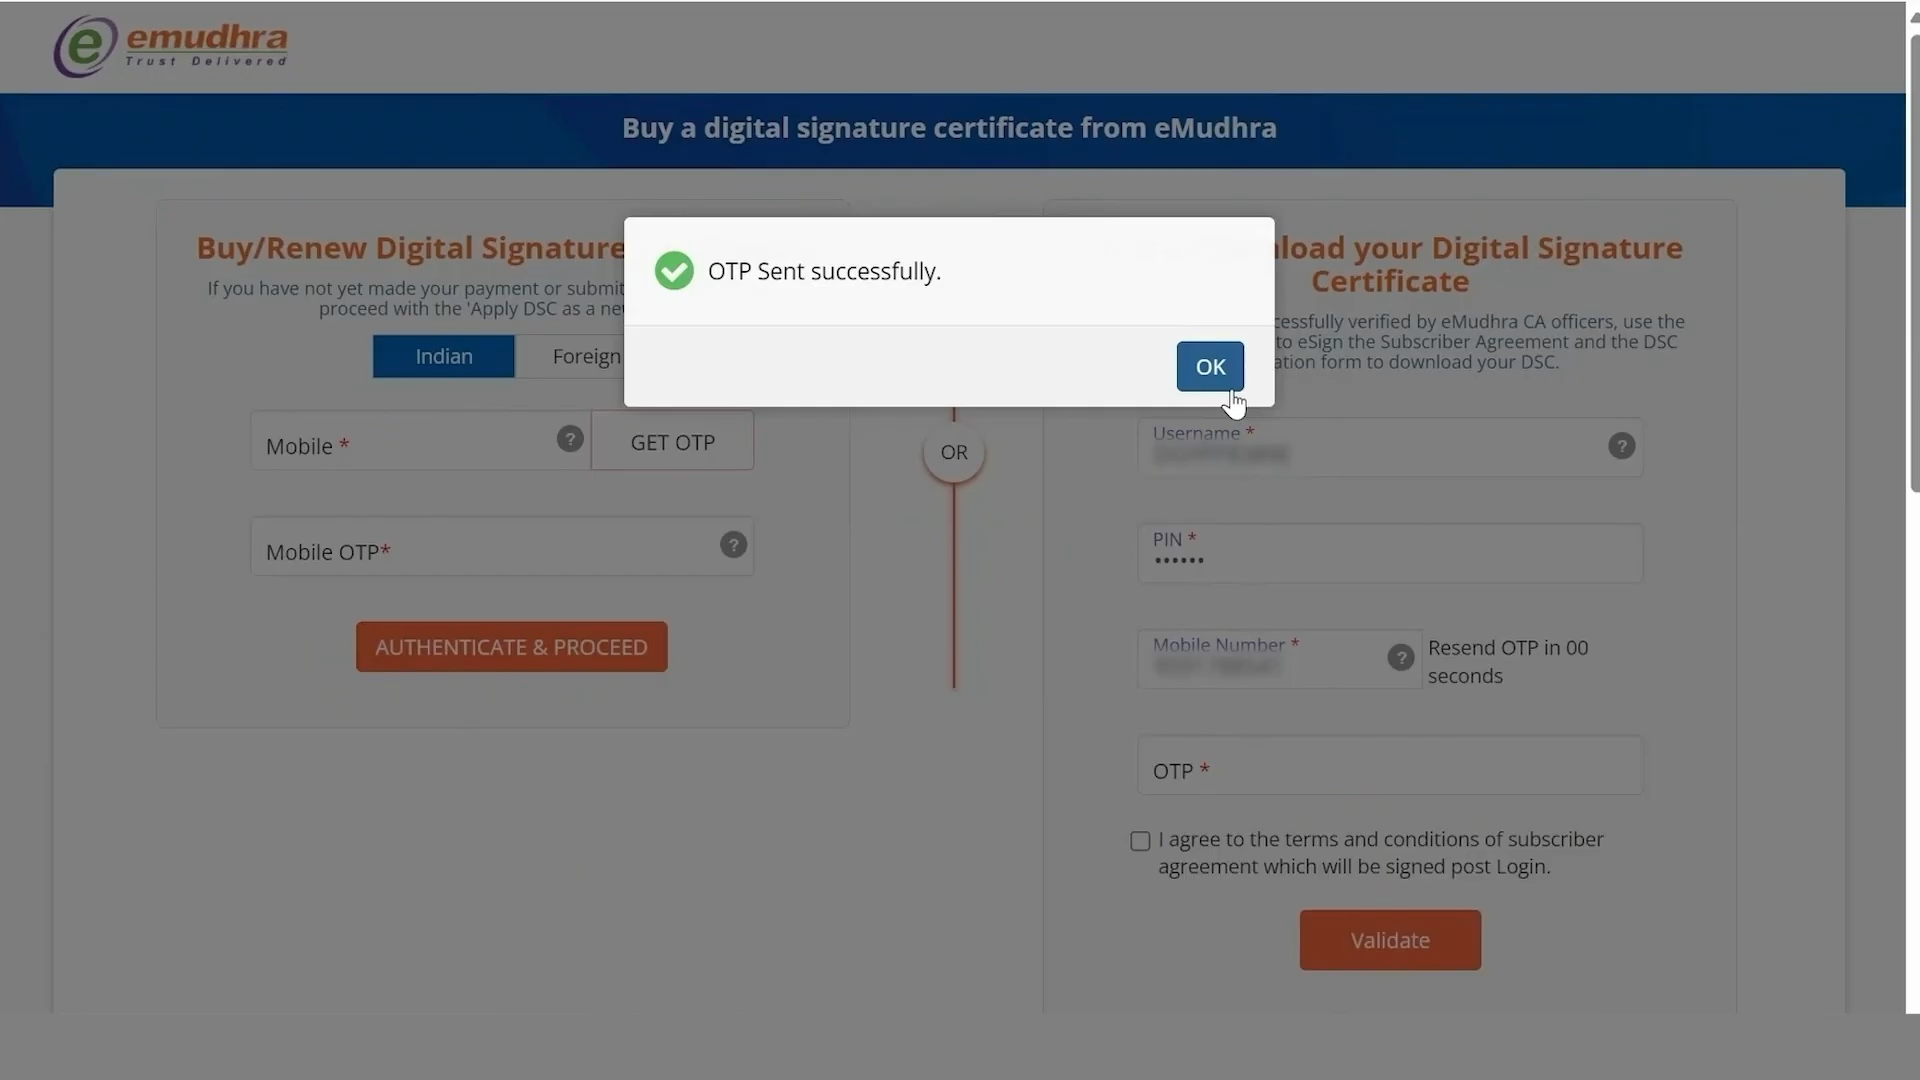 emudhra
Trust Delivered
Buy a digital signature certificate from eMudhra
Buy/Renew Digital Signature
If you have not yet made your payment or submit
proceed with the 'Apply DSC as a ne
Indian
Foreign
Mobile *
?
GET OTP
Mobile OTP*
?
AUTHENTICATE & PROCEED
OTP Sent successfully.
OK
OR
load your Digital Signature
Certificate
cessfully verified by eMudhra CA officers, use the
to eSign the Subscriber Agreement and the DSC
ation form to download your DSC.
Username *
?
PIN *
••••••
Mobile Number *
?
Resend OTP in 00
seconds
OTP *
I agree to the terms and conditions of subscriber
agreement which will be signed post Login.
Validate